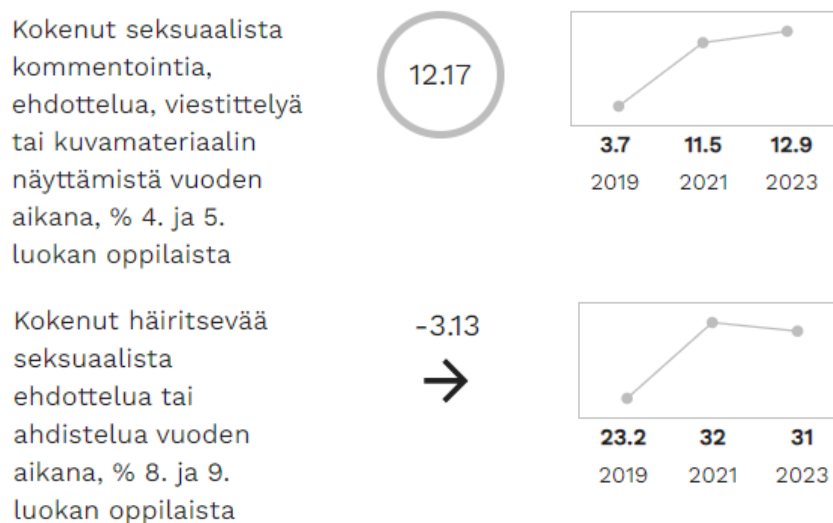 Kokenut seksuaalista
kommentointia,
ehdottelua, viestittelyä
tai kuvamateriaalin
näyttämistä vuoden
aikana, % 4. ja 5.
luokan oppilaista
12.17
3.7 11.5 12.9
2019 2021 2023
Kokenut häiritsevää
seksuaalista
ehdottelua tai
ahdistelua vuoden
aikana, % 8. ja 9.
luokan oppilaista
-3.13
→
23.2 32 31
2019 2021 2023